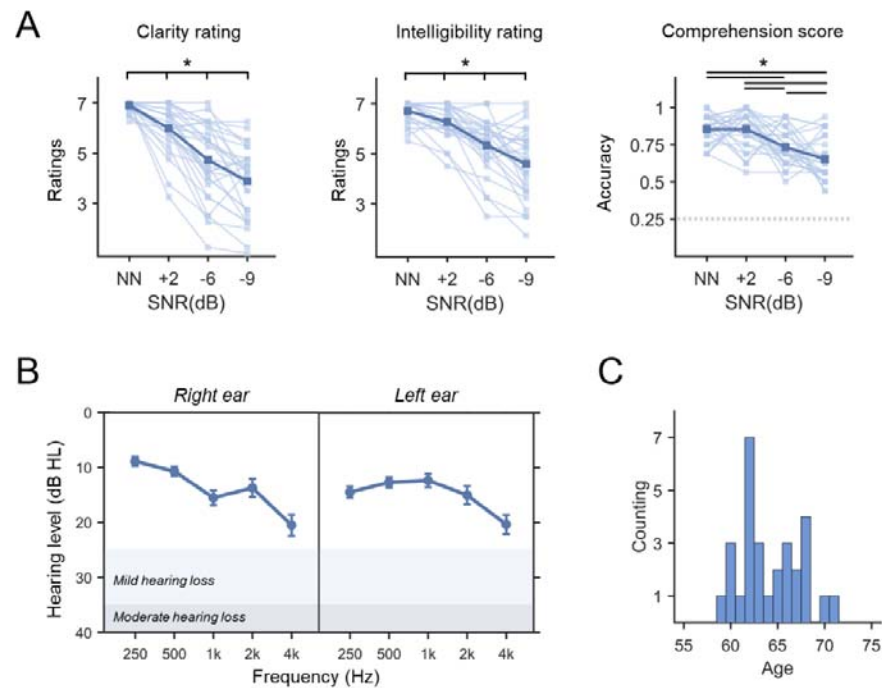 A
Clarity rating
Intelligibility rating
Comprehension score
*
*
*
7
5
3
Ratings
NN +2 -6 -9
SNR(dB)
7
5
3
Ratings
NN +2 -6 -9
SNR(dB)
1
0.75
0.5
0.25
Accuracy
NN +2 -6 -9
SNR(dB)
B
Right ear
Left ear
0
10
20
30
40
Hearing level (dB HL)
Mild hearing loss
Moderate hearing loss
250 500 1k 2k 4k
250 500 1k 2k 4k
Frequency (Hz)
C
7
5
3
1
Counting
55 60 65 70 75
Age